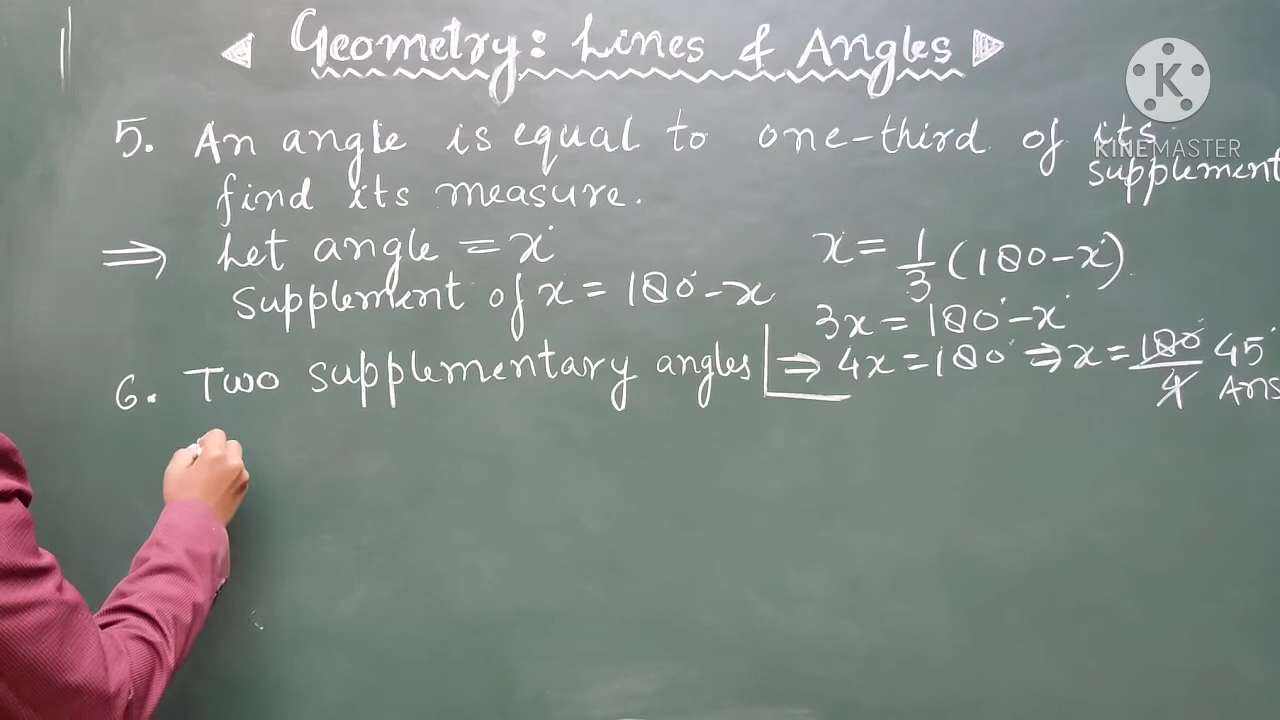 Geometry: Lines & Angles
K
KINEMASTER
5. An angle is equal to one-third of its
supplement
find its measure.
⇒ Let angle = x°
Supplement of x = 180° - x
x = 1/3 (180 - x°)
3x = 180° - x°
⇒ 4x = 180° ⇒ x = 180°/4 45°
Ans
6. Two supplementary angles